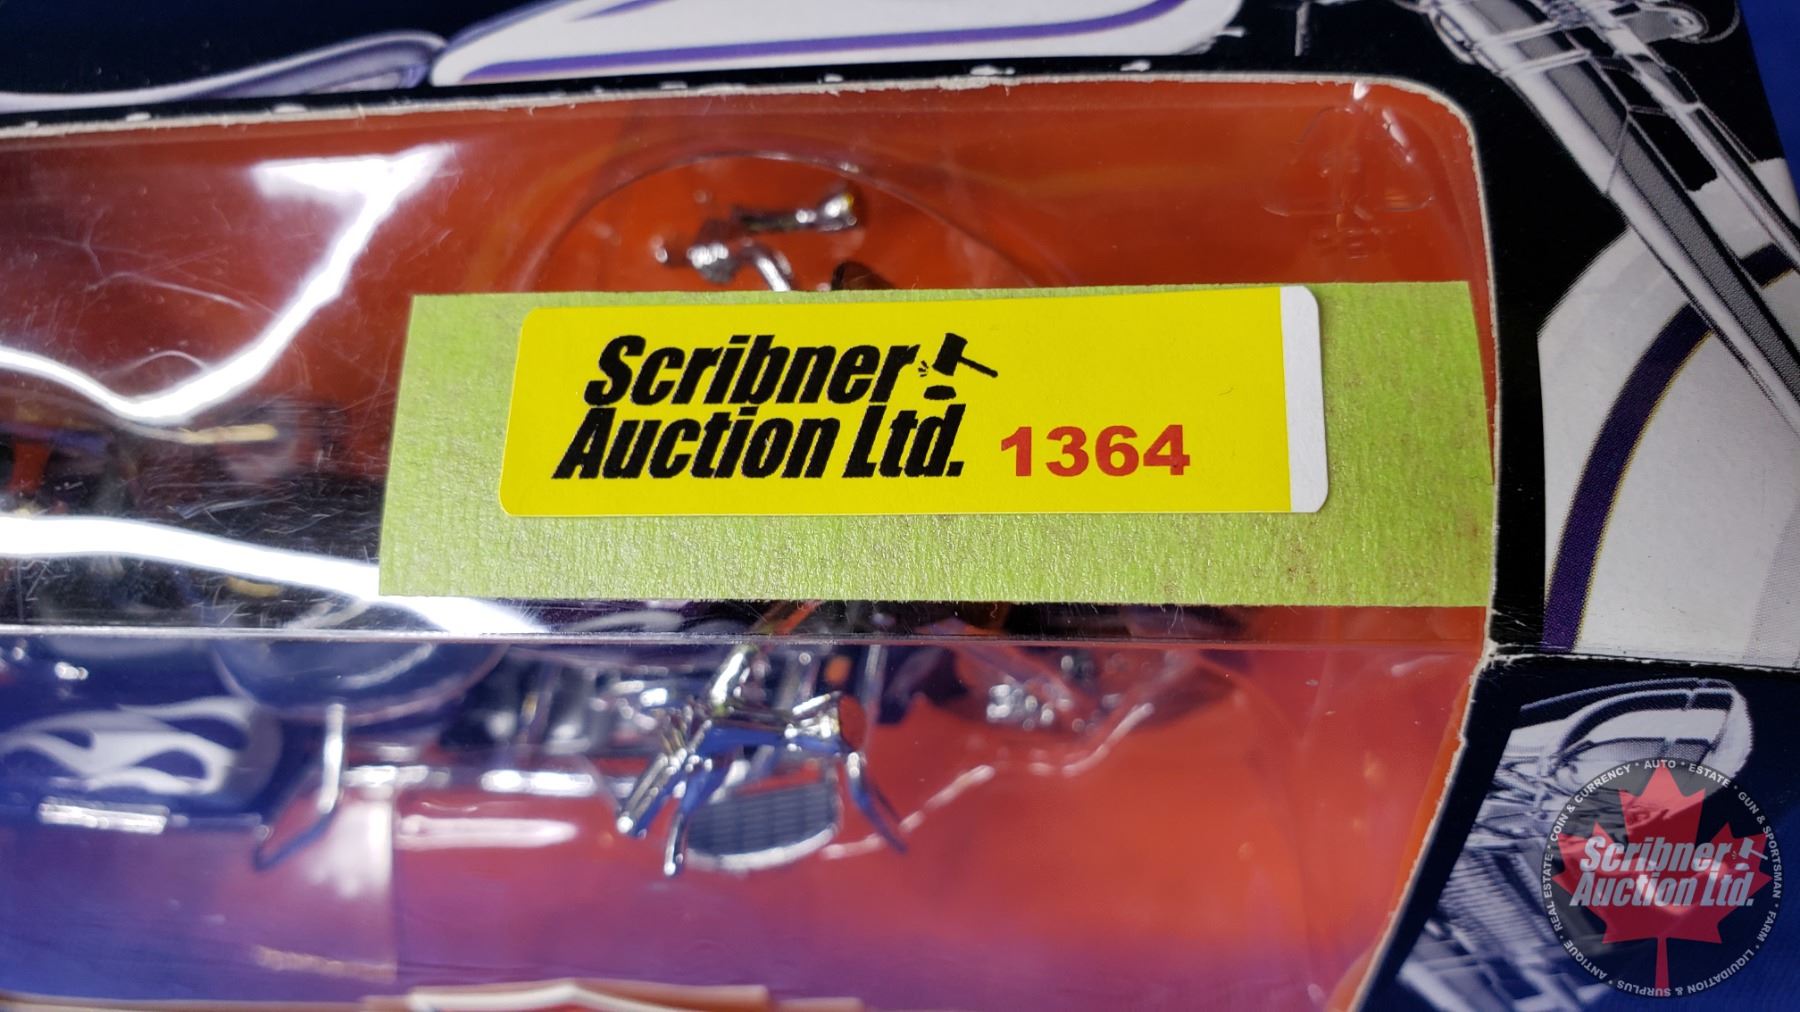 Scribner
Auction Ltd. 1364
COIN & CURRENCY • AUTO • ESTATE • GUN & SPORTSMAN • FARM • LIQUIDATION & SURPLUS • ANTIQUE • REAL ESTATE •
Scribner
Auction Ltd.